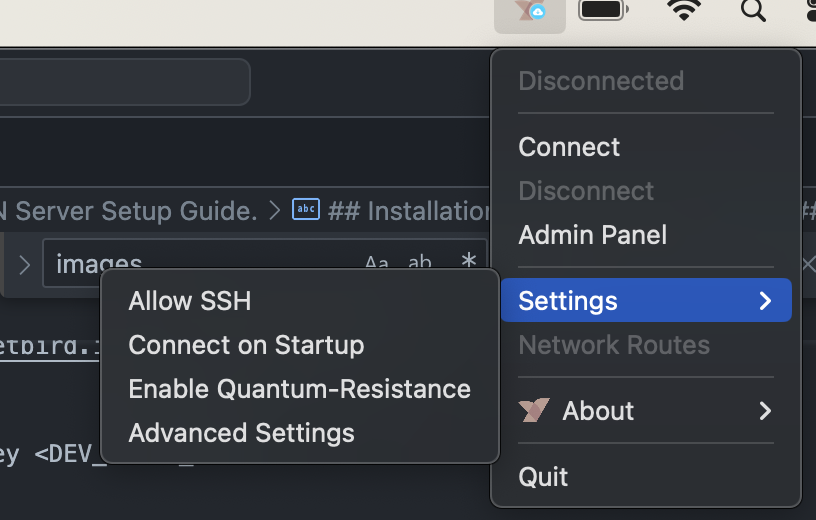 Disconnected
Connect
Disconnect
Admin Panel
Settings
Network Routes
About
Quit
Allow SSH
Connect on Startup
Enable Quantum-Resistance
Advanced Settings
N Server Setup Guide. > abc ## Installation
images Aa ab *
etbird.
ey <DEV_